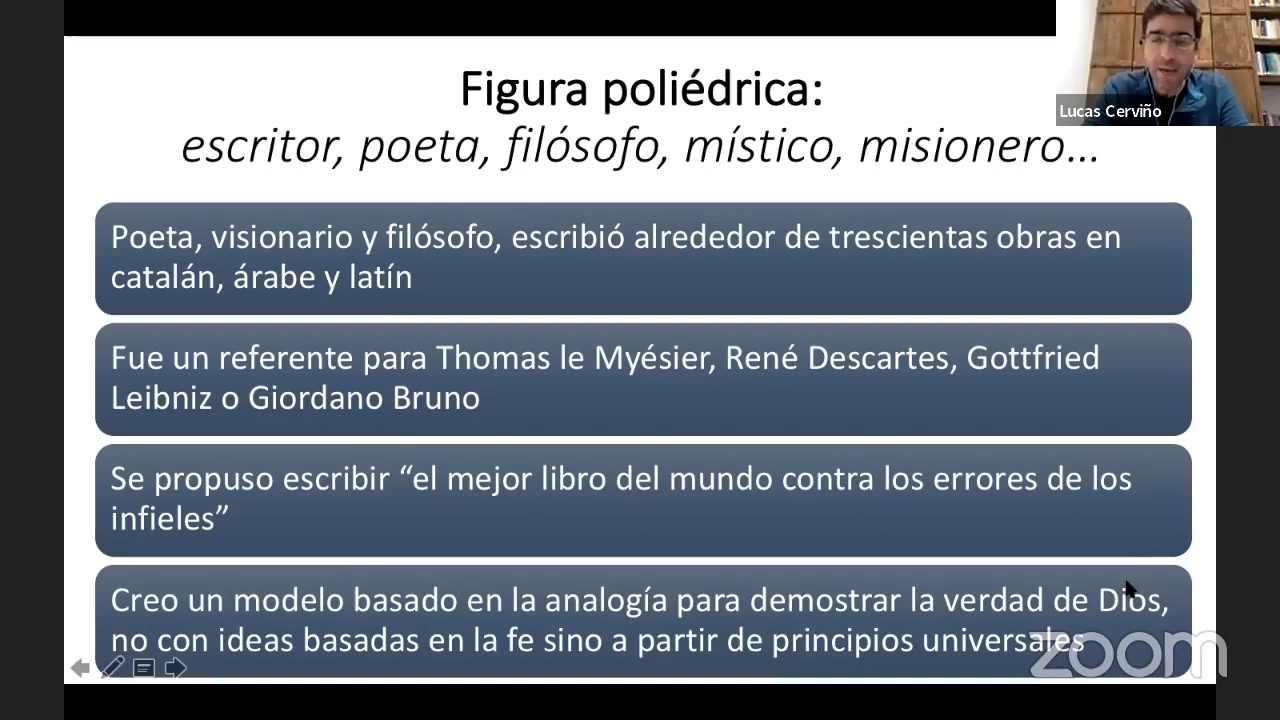 Figura poliédrica:
escritor, poeta, filósofo, místico, misionero...
Lucas Cerviño
Poeta, visionario y filósofo, escribió alrededor de trescientas obras en
catalán, árabe y latín
Fue un referente para Thomas le Myésier, René Descartes, Gottfried
Leibniz o Giordano Bruno
Se propuso escribir “el mejor libro del mundo contra los errores de los
infieles”
Creo un modelo basado en la analogía para demostrar la verdad de Dios,
no con ideas basadas en la fe sino a partir de principios universales
zoom